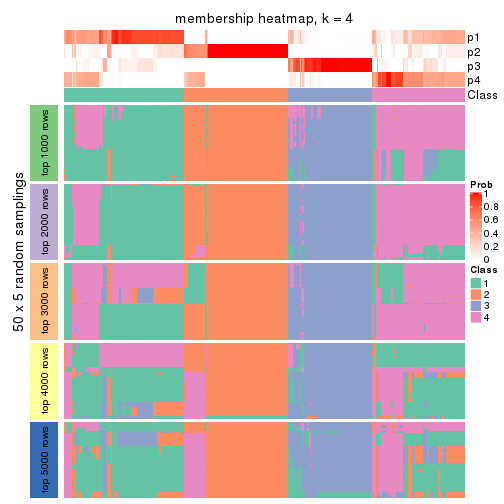 membership heatmap, k = 4
p1
p2
p3
p4
Class
50 x 5 random samplings
top 1000 rows
top 2000 rows
top 3000 rows
top 4000 rows
top 5000 rows
Prob
1
0.8
0.6
0.4
0.2
0
Class
1
2
3
4